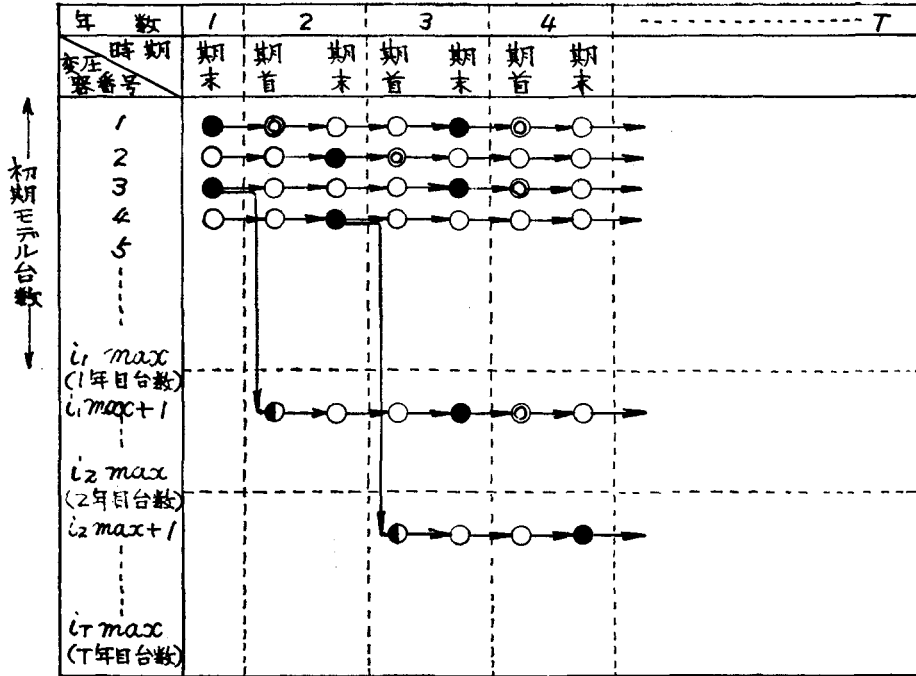 年 数 1 2 3 4 T
時期 期末 期首 期末 期首 期末 期首 期末
変圧器番号
初期モデル台数
1
2
3
4
5
i₁ max
(1年目台数)
i₁ max+1
i₂ max
(2年目台数)
i₂ max+1
i_T max
(T年目台数)